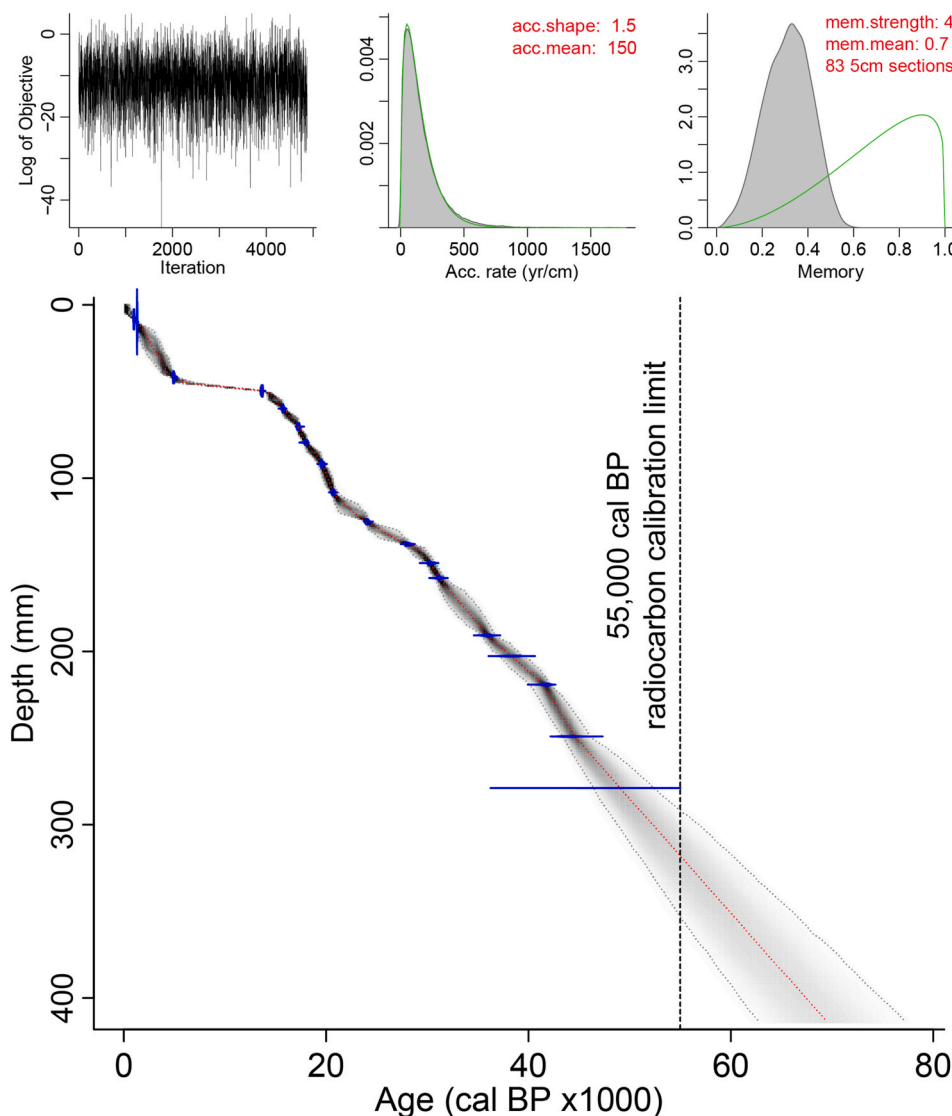 0
-20
-40
Log of Objective
0
2000
4000
Iteration
0.004
0.002
acc.shape: 1.5
acc.mean: 150
0
500
1000
1500
Acc. rate (yr/cm)
3.0
2.0
1.0
0.0
mem.strength: 4
mem.mean: 0.7
83 5cm sections
0.0
0.2
0.4
0.6
0.8
1.0
Memory
0
100
200
300
400
Depth (mm)
55,000 cal BP
radiocarbon calibration limit
0
20
40
60
80
Age (cal BP x1000)